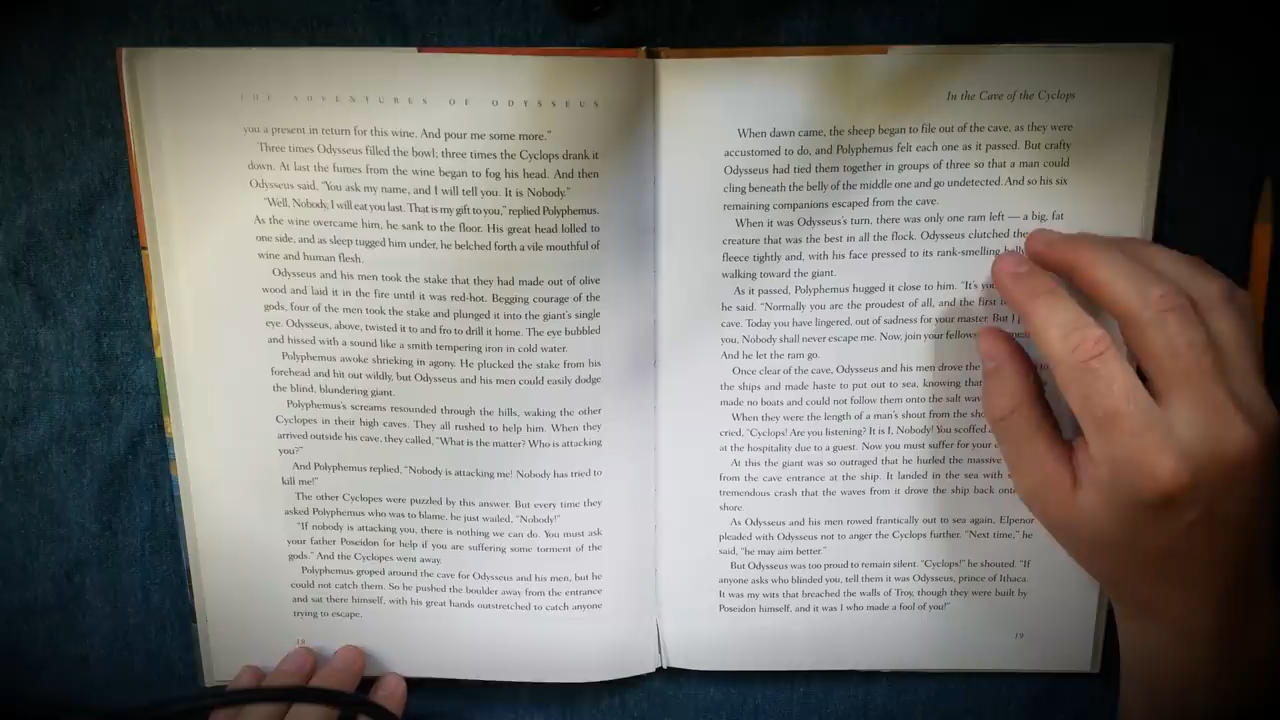 THE ADVENTURES OF ODYSSEUS
you a present in return for this wine. And pour me some more."
Three times Odysseus filled the bowl; three times the Cyclops drank it
down. At last the fumes from the wine began to fog his head. And then
Odysseus said, "You ask my name, and I will tell you. It is Nobody."
"Well, Nobody, I will eat you last. That is my gift to you," replied Polyphemus.
As the wine overcame him, he sank to the floor. His great head lolled to
one side, and as sleep tugged him under, he belched forth a vile mouthful of
wine and human flesh.
Odysseus and his men took the stake that they had made out of olive
wood and laid it in the fire until it was red-hot. Begging courage of the
gods, four of the men took the stake and plunged it into the giant's single
eye. Odysseus, above, twisted it to and fro to drill it home. The eye bubbled
and hissed with a sound like a smith tempering iron in cold water.
Polyphemus awoke shrieking in agony. He plucked the stake from his
forehead and hit out wildly, but Odysseus and his men could easily dodge
the blind, blundering giant.
Polyphemus's screams resounded through the hills, waking the other
Cyclopes in their high caves. They all rushed to help him. When they
arrived outside his cave, they called, "What is the matter? Who is attacking
you?"
And Polyphemus replied, "Nobody is attacking me! Nobody has tried to
kill me!"
The other Cyclopes were puzzled by this answer. But every time they
asked Polyphemus who was to blame, he just wailed, "Nobody!"
"If nobody is attacking you, there is nothing we can do. You must ask
your father Poseidon for help if you are suffering some torment of the
gods." And the Cyclopes went away.
Polyphemus groped around the cave for Odysseus and his men, but he
could not catch them. So he pushed the boulder away from the entrance
and sat there himself, with his great hands outstretched to catch anyone
trying to escape.
18
In the Cave of the Cyclops
When dawn came, the sheep began to file out of the cave, as they were
accustomed to do, and Polyphemus felt each one as it passed. But crafty
Odysseus had tied them together in groups of three so that a man could
cling beneath the belly of the middle one and go undetected. And so his six
remaining companions escaped from the cave.
When it was Odysseus's turn, there was only one ram left — a big, fat
creature that was the best in all the flock. Odysseus clutched the
fleece tightly and, with his face pressed to its rank-smelling
walking toward the giant.
As it passed, Polyphemus hugged it close to him. "It's
he said. "Normally you are the proudest of all, and the first
cave. Today you have lingered, out of sadness for your master. But I
you, Nobody shall never escape me. Now, join your fellows
And he let the ram go.
Once clear of the cave, Odysseus and his men drove the
the ships and made haste to put out to sea, knowing that
made no boats and could not follow them onto the salt
When they were the length of a man's shout from the
cried, "Cyclops! Are you listening? It is I, Nobody! You scoffed
at the hospitality due to a guest. Now you must suffer for your
At this the giant was so outraged that he hurled the massive
from the cave entrance at the ship. It landed in the sea with
tremendous crash that the waves from it drove the ship back
shore.
As Odysseus and his men rowed frantically out to sea again, Elpenor
pleaded with Odysseus not to anger the Cyclops further. "Next time," he
said, "he may aim better."
But Odysseus was too proud to remain silent. "Cyclops!" he shouted. "If
anyone asks who blinded you, tell them it was Odysseus, prince of Ithaca.
It was my wits that breached the walls of Troy, though they were built by
Poseidon himself, and it was I who made a fool of you!"
19